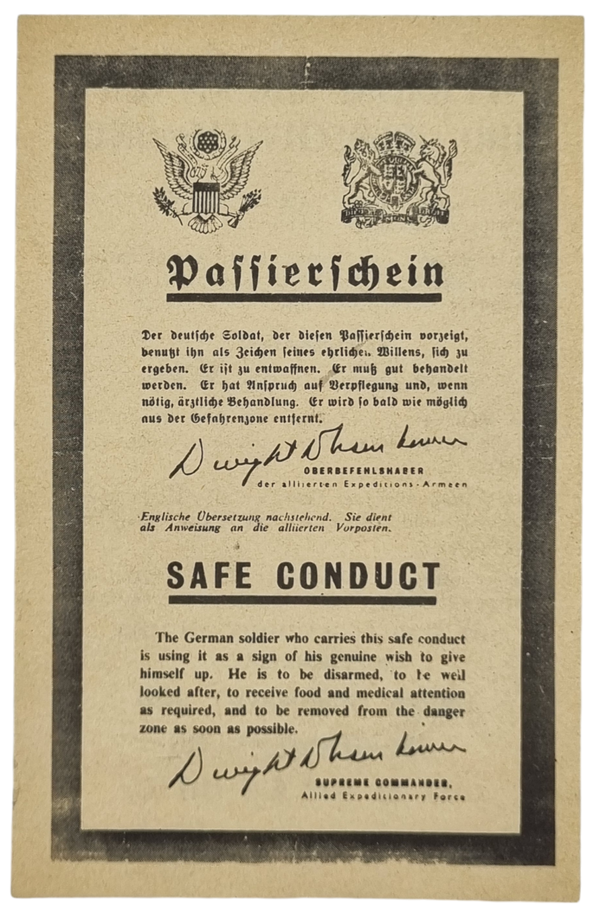 Passierschein
Der deutsche Soldat, der diesen Passierschein vorzeigt,
benutzt ihn als Zeichen seines ehrlichen Willens, sich zu
ergeben. Er ist zu entwaffnen. Er muß gut behandelt
werden. Er hat Anspruch auf Verpflegung und, wenn
nötig, ärztliche Behandlung. Er wird so bald wie möglich
aus der Gefahrenzone entfernt.
Dwight D Eisenhower
OBERBEFEHLSHABER
der alliierten Expeditions-Armeen
Englische Übersetzung nachstehend. Sie dient
als Anweisung an die alliierten Vorposten.
SAFE CONDUCT
The German soldier who carries this safe conduct
is using it as a sign of his genuine wish to give
himself up. He is to be disarmed, to be well
looked after, to receive food and medical attention
as required, and to be removed from the danger
zone as soon as possible.
Dwight D Eisenhower
SUPREME COMMANDER,
Allied Expeditionary Force